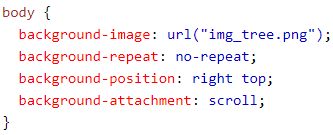 body {
  background-image: url("img_tree.png");
  background-repeat: no-repeat;
  background-position: right top;
  background-attachment: scroll;
}